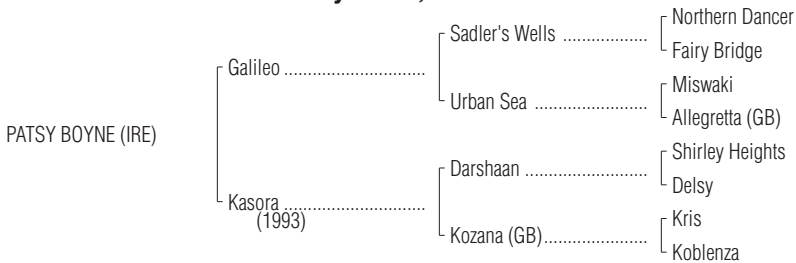 Northern Dancer
Sadler's Wells ..................
Fairy Bridge
Galileo ..............................
Miswaki
Urban Sea ........................
Allegretta (GB)
PATSY BOYNE (IRE)
Shirley Heights
Darshaan ..........................
Delsy
Kasora ..............................
(1993)
Kris
Kozana (GB)......................
Koblenza